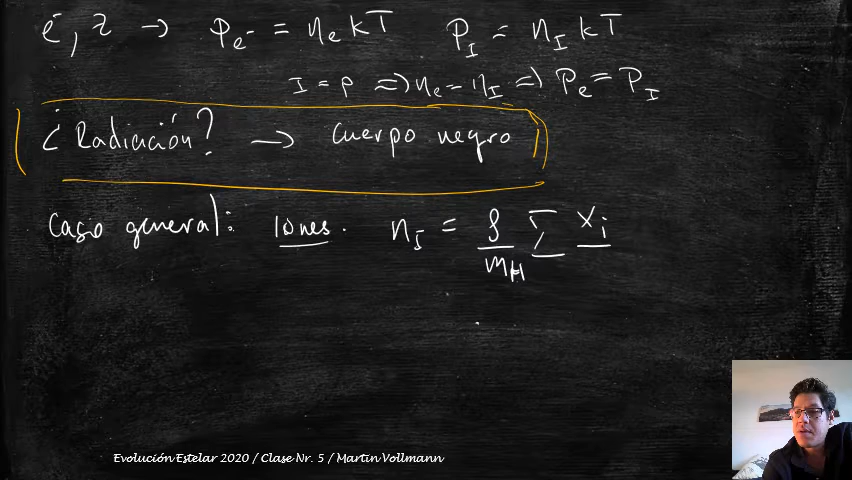 e⁻, z → P_e⁻ = n_e kT P_I = n_I kT
I = p ⇒ n_e = n_I ⇒ P_e = P_I
¿Radiación? → cuerpo negro
Caso general: iones. n_I = ρ/m_H Σ X_i
Evolución Estelar 2020 / Clase Nr. 5 / Martin Vollmann